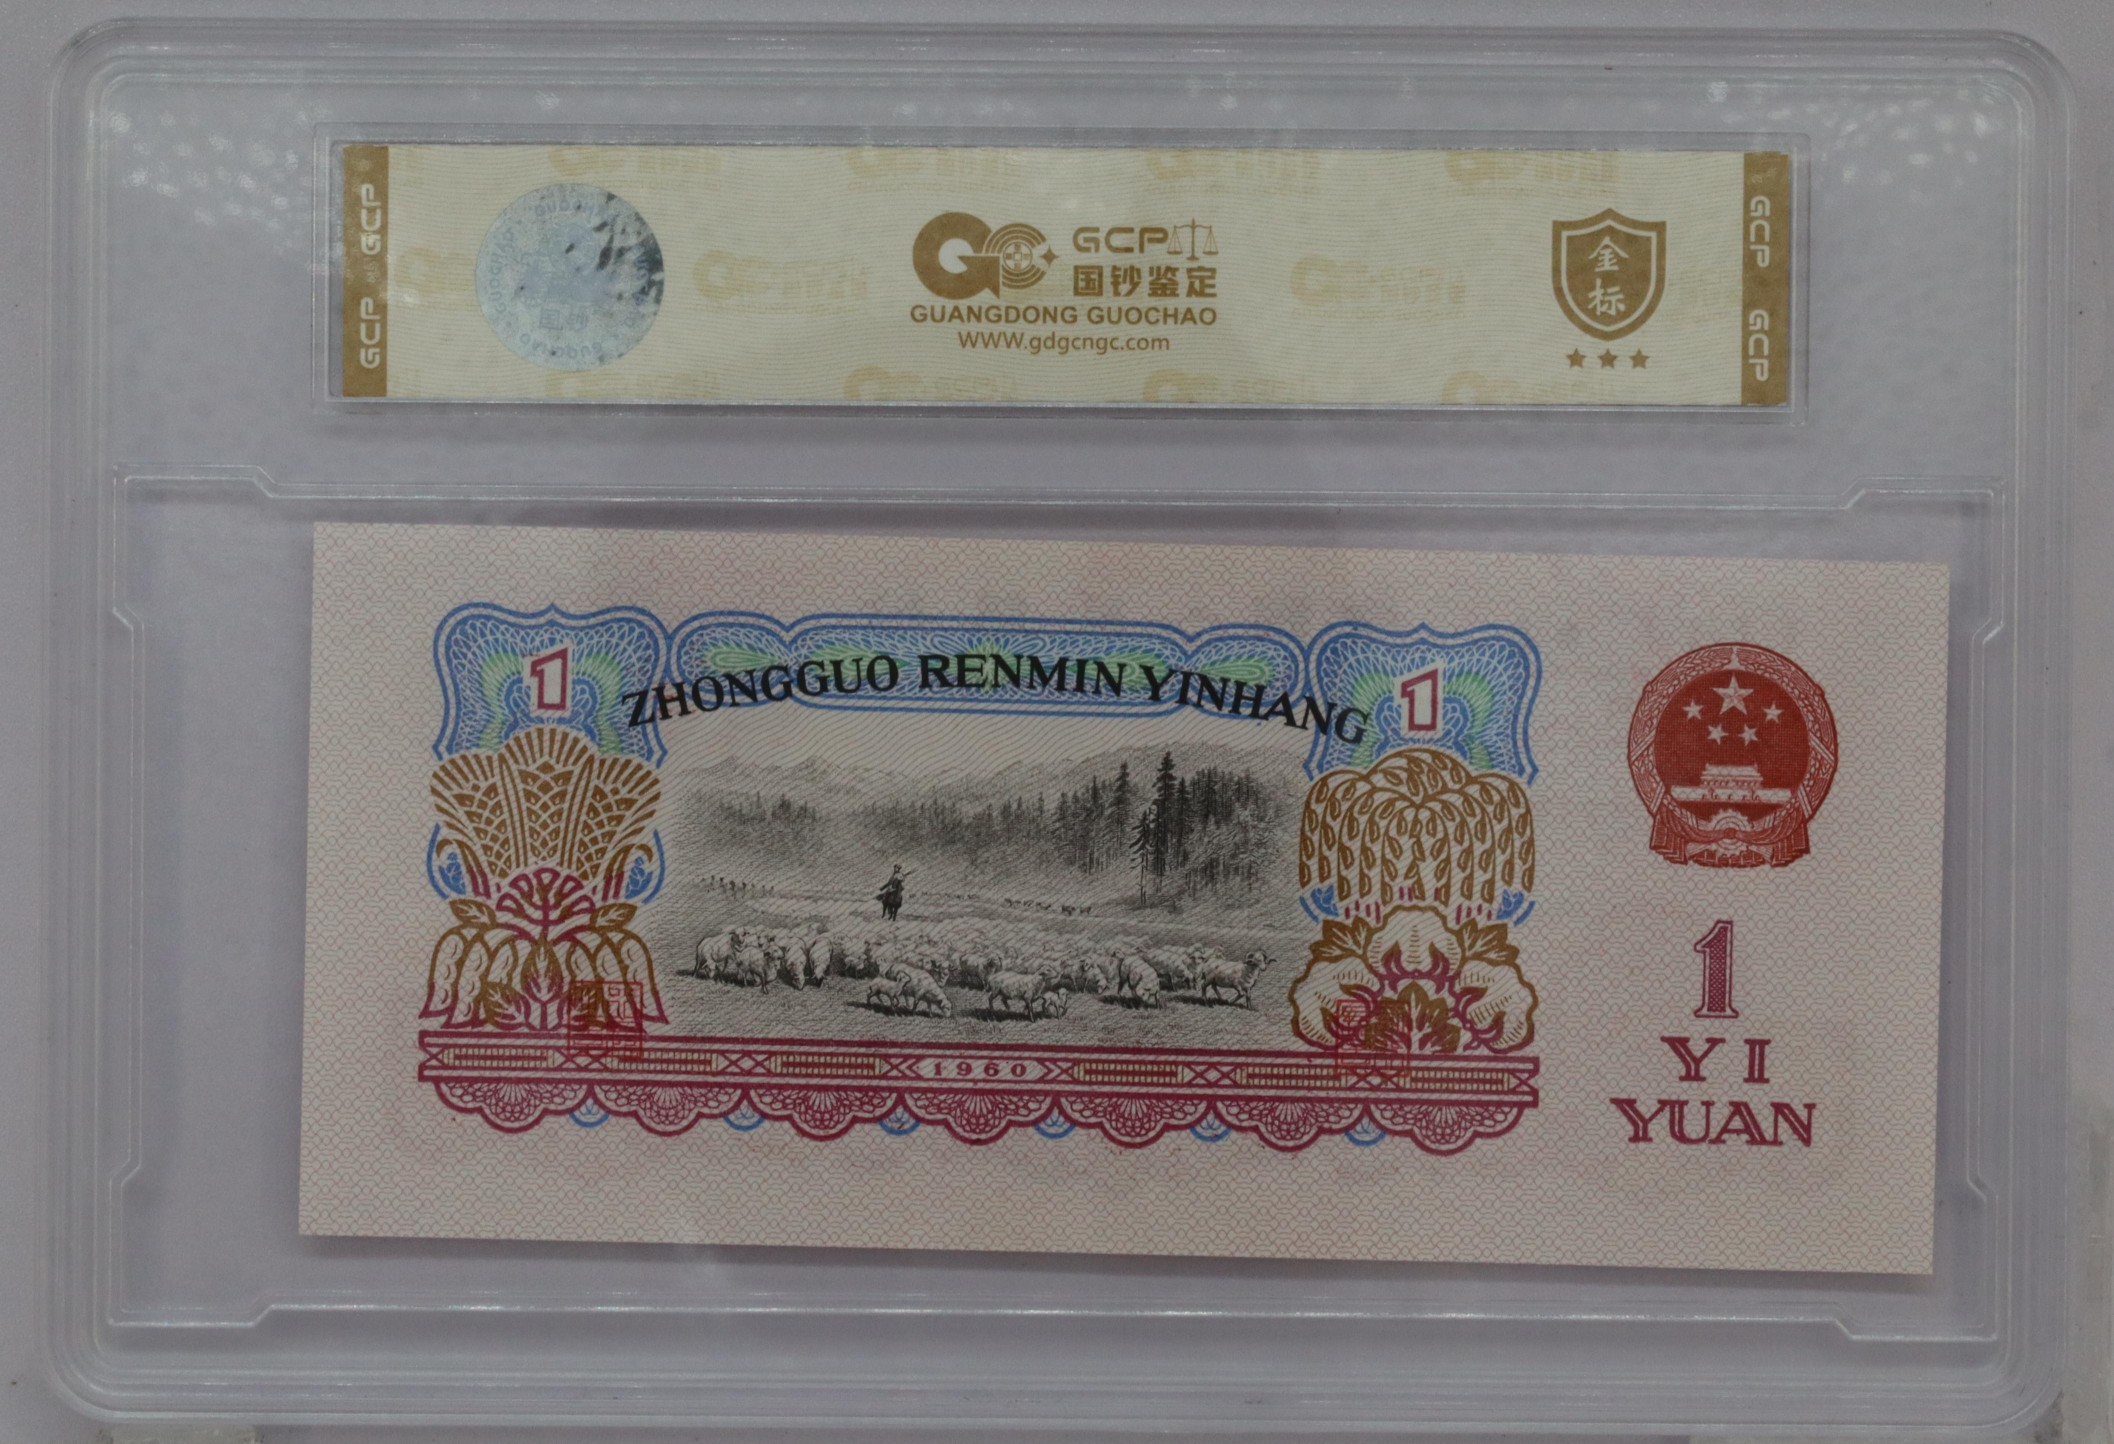 GCP GCP
GCP
国钞鉴定
GUANGDONG GUOCHAO
WWW.gdgcngc.com
金
标
GCP GCP
1
ZHONGGUO RENMIN YINHANG
1
1960
1
YI
YUAN